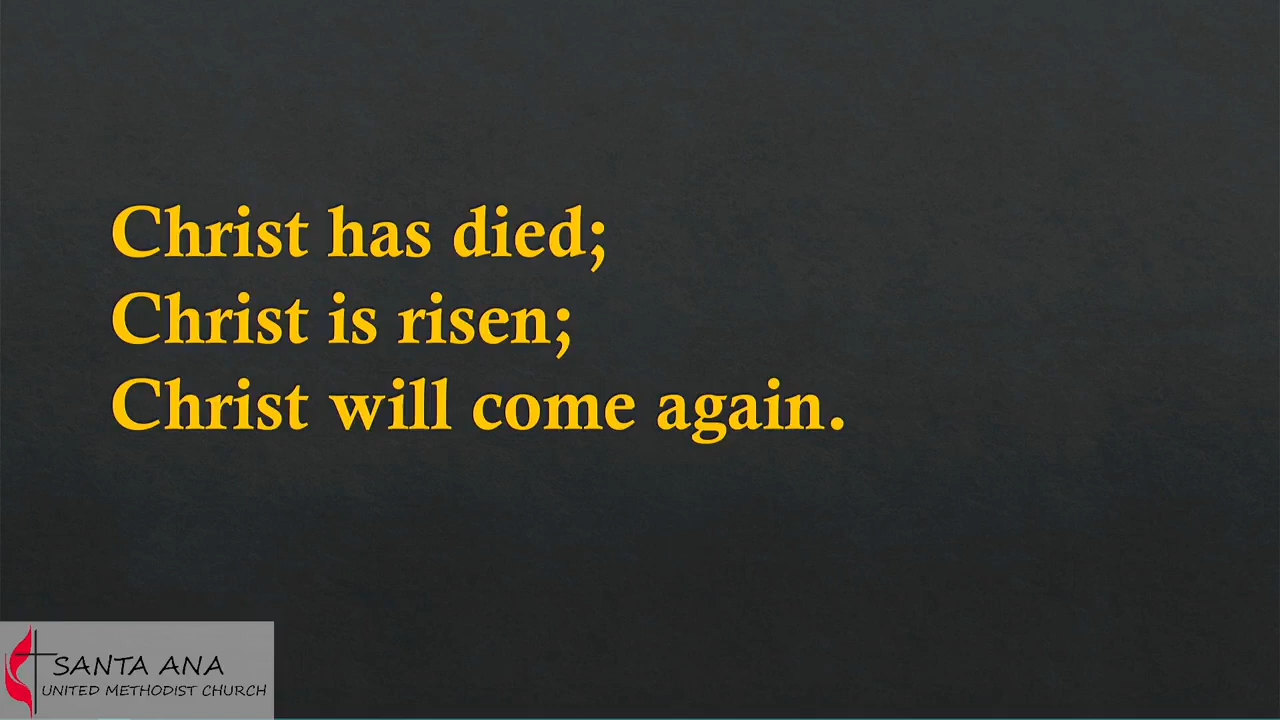 Christ has died;
Christ is risen;
Christ will come again.
SANTA ANA
UNITED METHODIST CHURCH